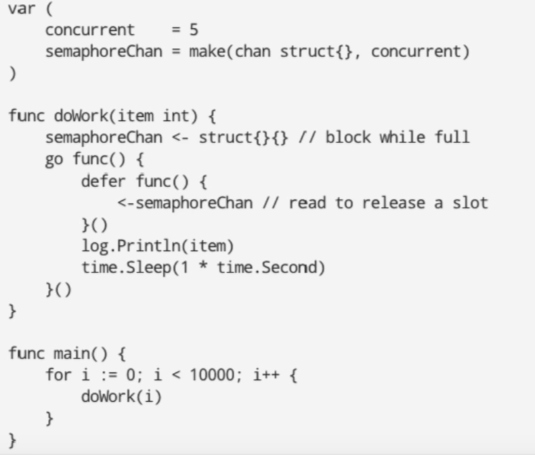 var (
    concurrent    = 5
    semaphoreChan = make(chan struct{}, concurrent)
)

func doWork(item int) {
    semaphoreChan <- struct{}{} // block while full
    go func() {
        defer func() {
            <-semaphoreChan // read to release a slot
        }()
        log.Println(item)
        time.Sleep(1 * time.Second)
    }()
}

func main() {
    for i := 0; i < 10000; i++ {
        doWork(i)
    }
}